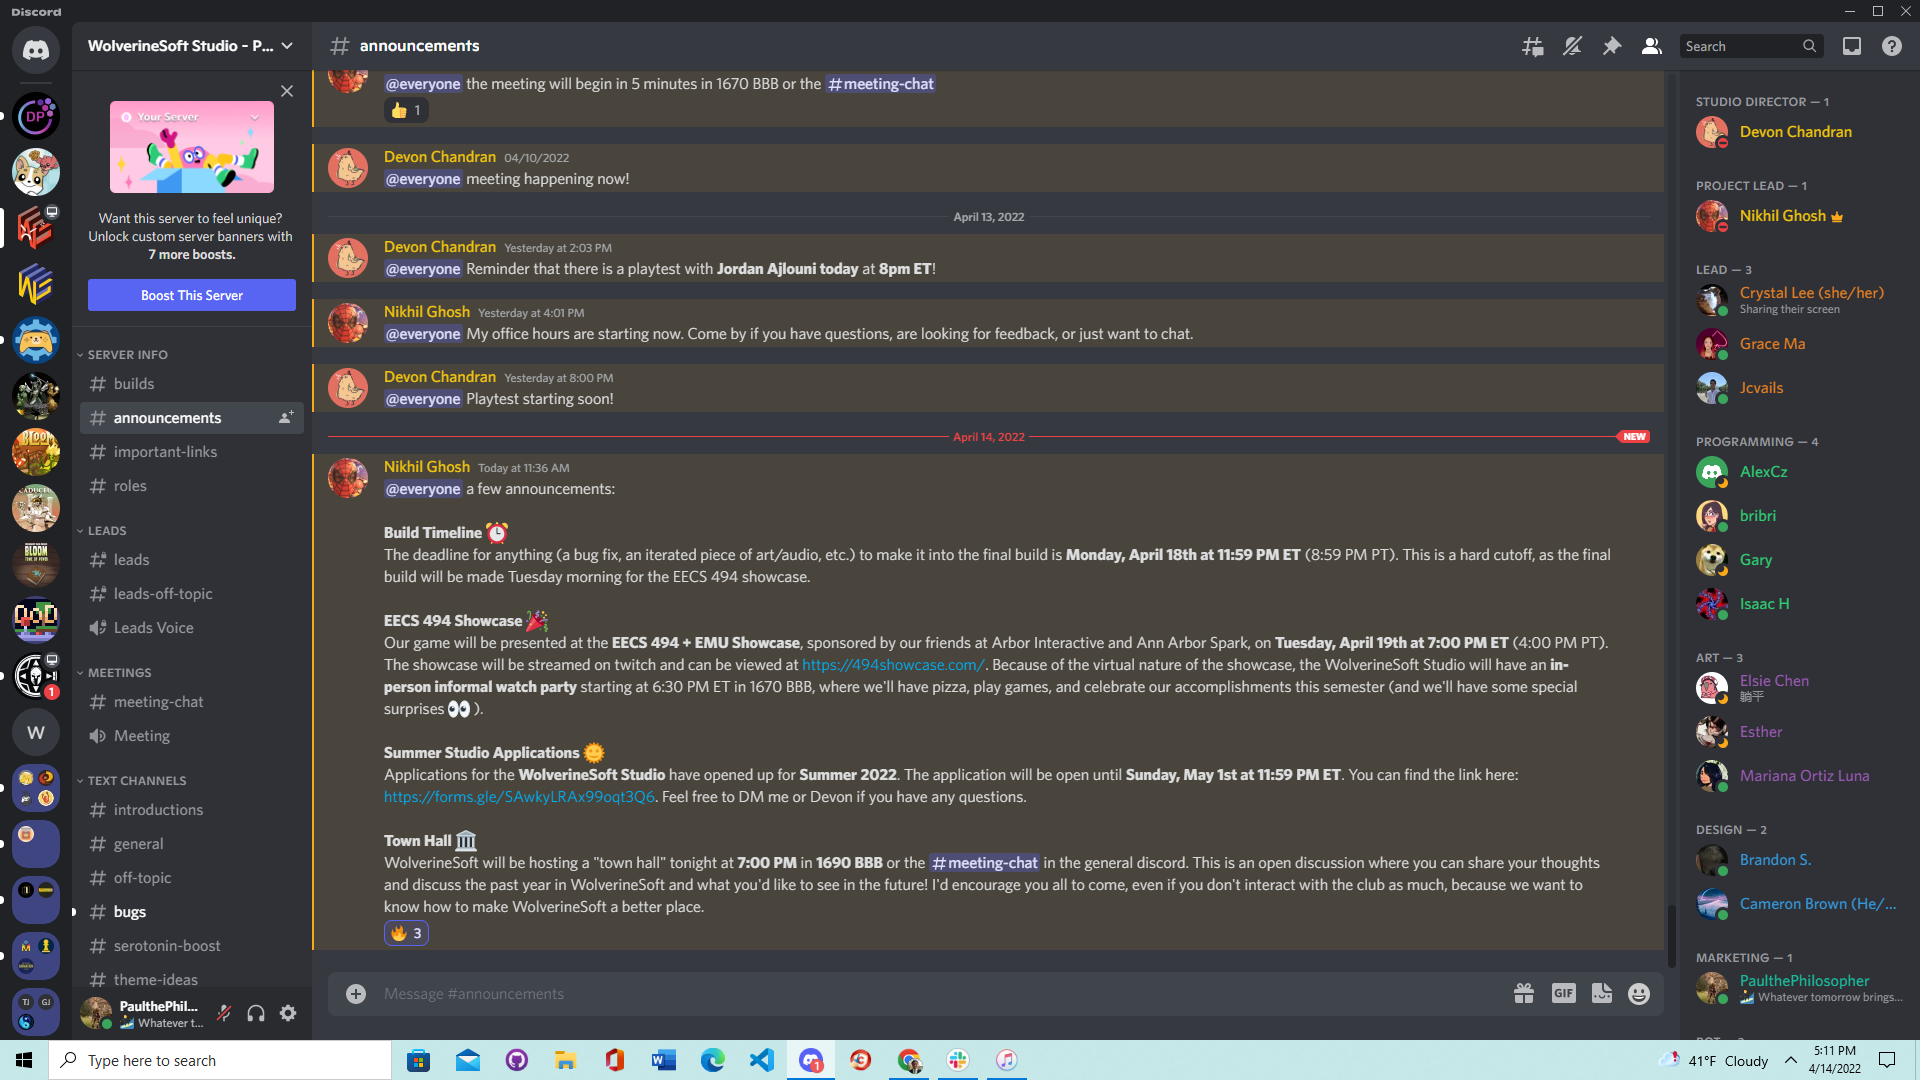 Discord
WolverineSoft Studio - P...
announcements
Search
Your Server
Want this server to feel unique?
Unlock custom server banners with
7 more boosts.
Boost This Server
SERVER INFO
builds
announcements
important-links
roles
LEADS
leads
leads-off-topic
Leads Voice
MEETINGS
meeting-chat
Meeting
TEXT CHANNELS
introductions
general
off-topic
bugs
serotonin-boost
theme-ideas
PaulthePhil...
Whatever t...
DP
BLOOM
BLOOM
1
W
TJ
GJ
@everyone the meeting will begin in 5 minutes in 1670 BBB or the #meeting-chat
1
Devon Chandran 04/10/2022
@everyone meeting happening now!
April 13, 2022
Devon Chandran Yesterday at 2:03 PM
@everyone Reminder that there is a playtest with Jordan Ajlouni today at 8pm ET!
Nikhil Ghosh Yesterday at 4:01 PM
@everyone My office hours are starting now. Come by if you have questions, are looking for feedback, or just want to chat.
Devon Chandran Yesterday at 8:00 PM
@everyone Playtest starting soon!
April 14, 2022 NEW
Nikhil Ghosh Today at 11:36 AM
@everyone a few announcements:
Build Timeline
The deadline for anything (a bug fix, an iterated piece of art/audio, etc.) to make it into the final build is Monday, April 18th at 11:59 PM ET (8:59 PM PT). This is a hard cutoff, as the final
build will be made Tuesday morning for the EECS 494 showcase.
EECS 494 Showcase
Our game will be presented at the EECS 494 + EMU Showcase, sponsored by our friends at Arbor Interactive and Ann Arbor Spark, on Tuesday, April 19th at 7:00 PM ET (4:00 PM PT).
The showcase will be streamed on twitch and can be viewed at https://494showcase.com/. Because of the virtual nature of the showcase, the WolverineSoft Studio will have an in-
person informal watch party starting at 6:30 PM ET in 1670 BBB, where we'll have pizza, play games, and celebrate our accomplishments this semester (and we'll have some special
surprises 👀 ).
Summer Studio Applications
Applications for the WolverineSoft Studio have opened up for Summer 2022. The application will be open until Sunday, May 1st at 11:59 PM ET. You can find the link here:
https://forms.gle/SAwkyLRAx99oqt3Q6. Feel free to DM me or Devon if you have any questions.
Town Hall
WolverineSoft will be hosting a "town hall" tonight at 7:00 PM in 1690 BBB or the #meeting-chat in the general discord. This is an open discussion where you can share your thoughts
and discuss the past year in WolverineSoft and what you'd like to see in the future! I'd encourage you all to come, even if you don't interact with the club as much, because we want to
know how to make WolverineSoft a better place.
3
Message #announcements
GIF
STUDIO DIRECTOR — 1
Devon Chandran
PROJECT LEAD — 1
Nikhil Ghosh
LEAD — 3
Crystal Lee (she/her)
Sharing their screen
Grace Ma
Jcvails
PROGRAMMING — 4
AlexCz
bribri
Gary
Isaac H
ART — 3
Elsie Chen
躺平
Esther
Mariana Ortiz Luna
DESIGN — 2
Brandon S.
Cameron Brown (He/...
MARKETING — 1
PaulthePhilosopher
Whatever tomorrow brings...
Type here to search
1
41°F Cloudy
5:11 PM
4/14/2022